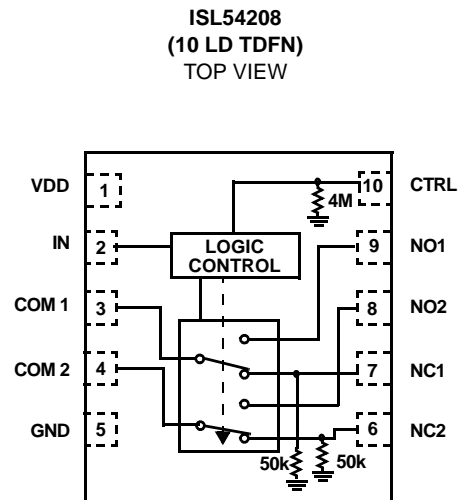 ISL54208
(10 LD TDFN)
TOP VIEW
VDD 1 10 CTRL
4M
IN 2 LOGIC CONTROL 9 NO1
COM 1 3 8 NO2
COM 2 4 7 NC1
GND 5 6 NC2
50k 50k